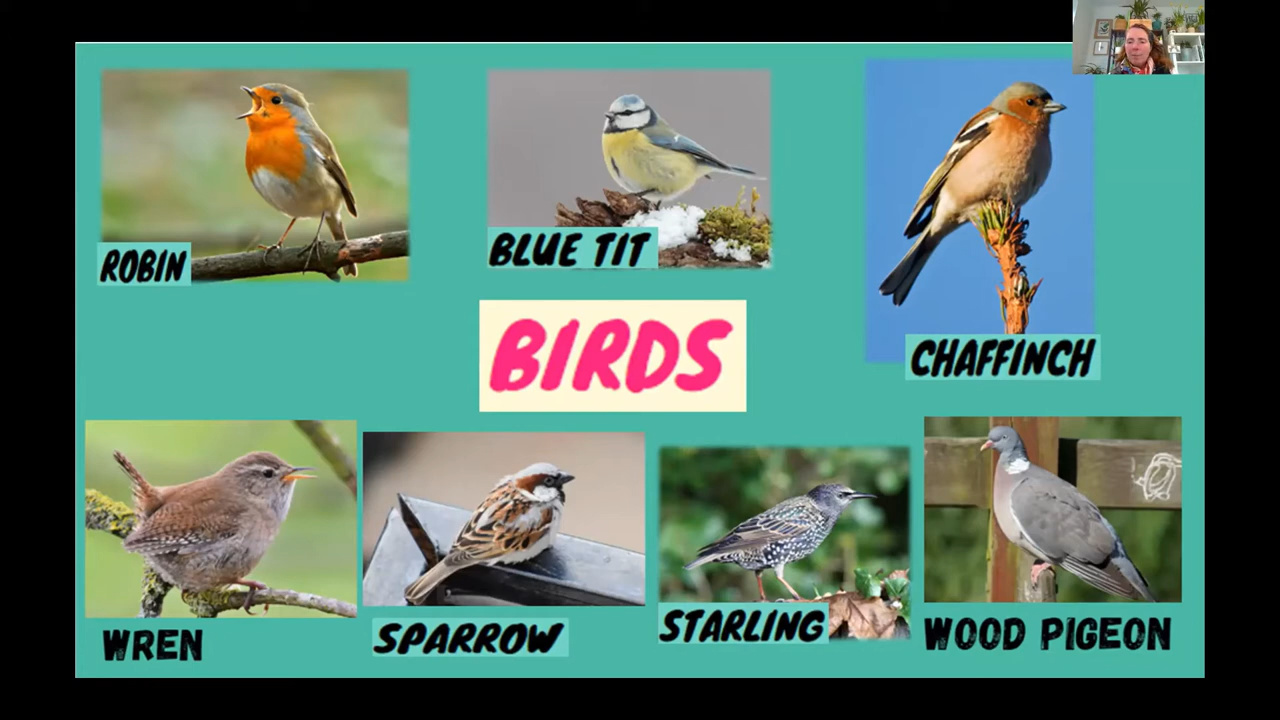 ROBIN
BLUE TIT
CHAFFINCH
BIRDS
WREN
SPARROW
STARLING
WOOD PIGEON